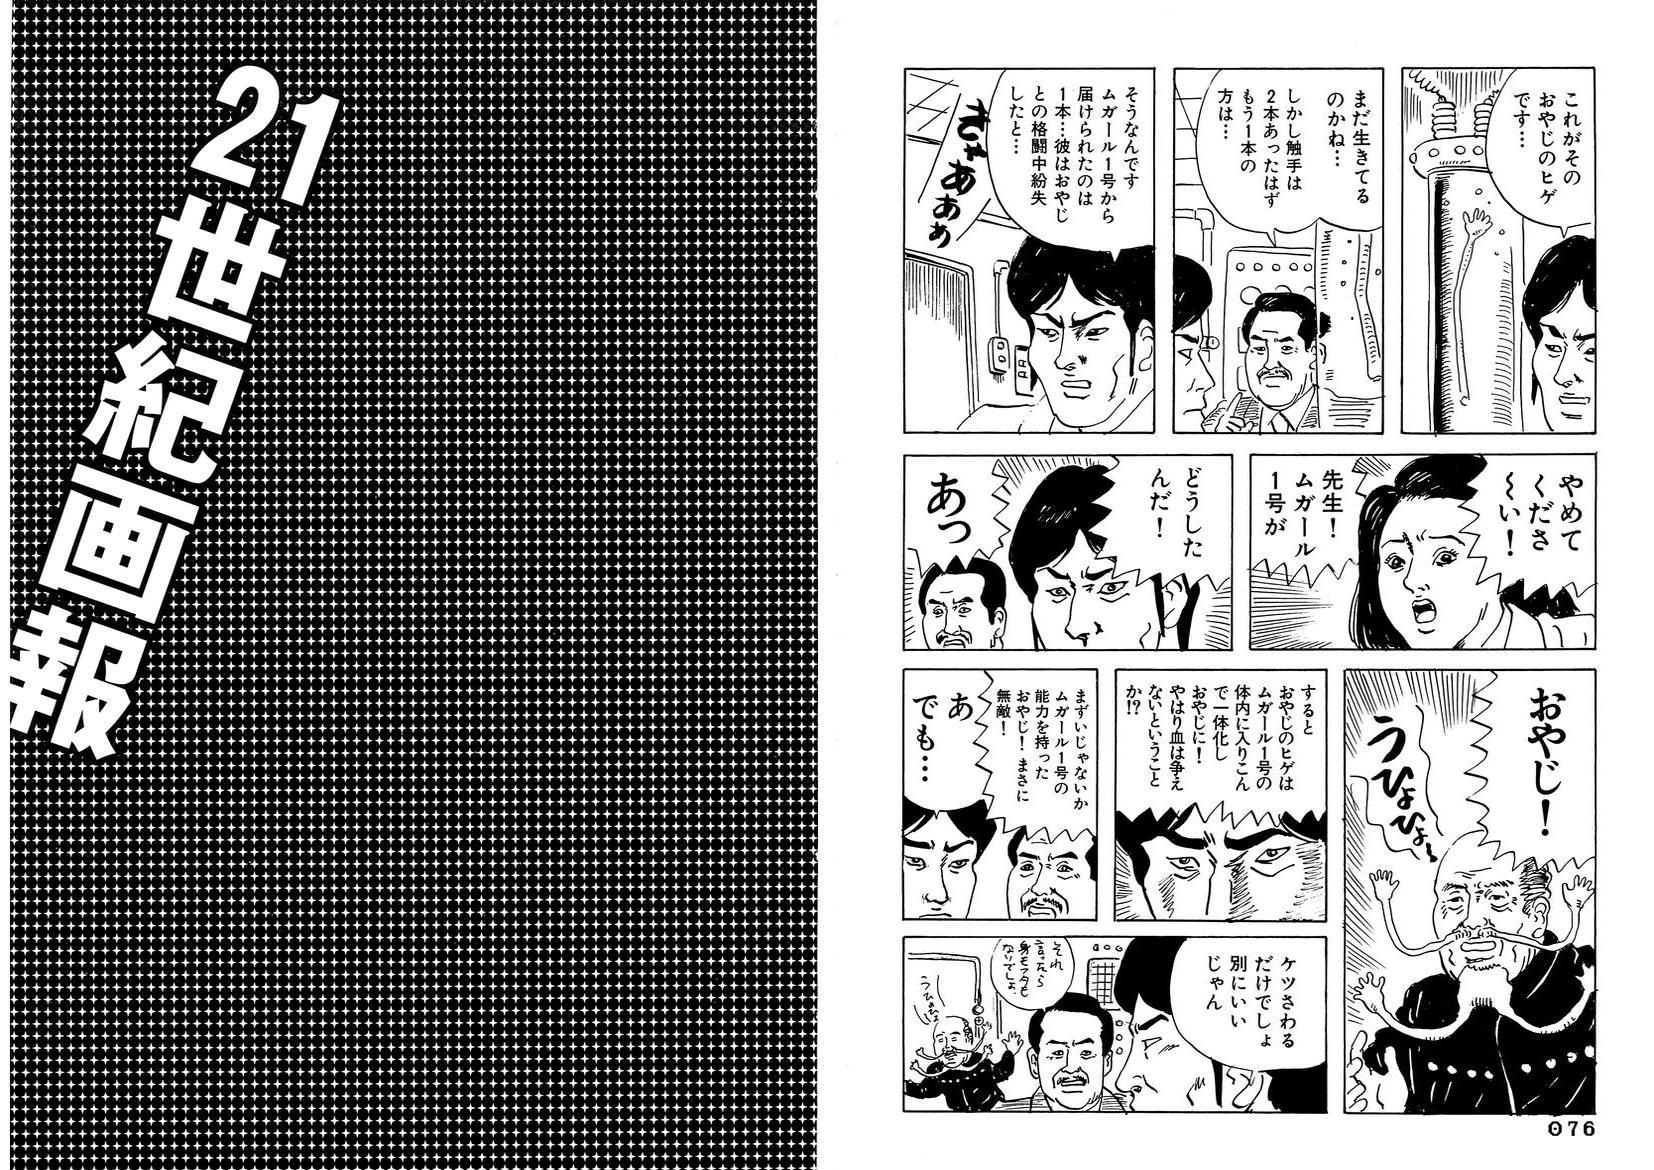 これがその
おやじのヒゲ
です…
まだ生きてる
のかね…
しかし触手は
2本あったはず
もう1本の
方は…
そうなんです
ムガール1号から
届けられたのは
1本…彼はおやじ
との格闘中紛失
したと…
きゃあああ
やめて
くださ
〜い！
先生！
ムガール
1号が
どうした
んだ！
あっ
おやじ！
うひょひょ〜
すると
おやじのヒゲは
ムガール1号の
体内に入りこん
で一体化し
おやじに！
やはり血は争え
ないということ
か!?
まずいじゃないか
ムガール1号の
能力を持った
おやじ！まさに
無敵！
あ
でも…
ケツさわる
だけでしょ
別にいい
じゃん
それ
言ったら
身もフタも
ないでしょ.
うひょひょ
076
21
世紀画報